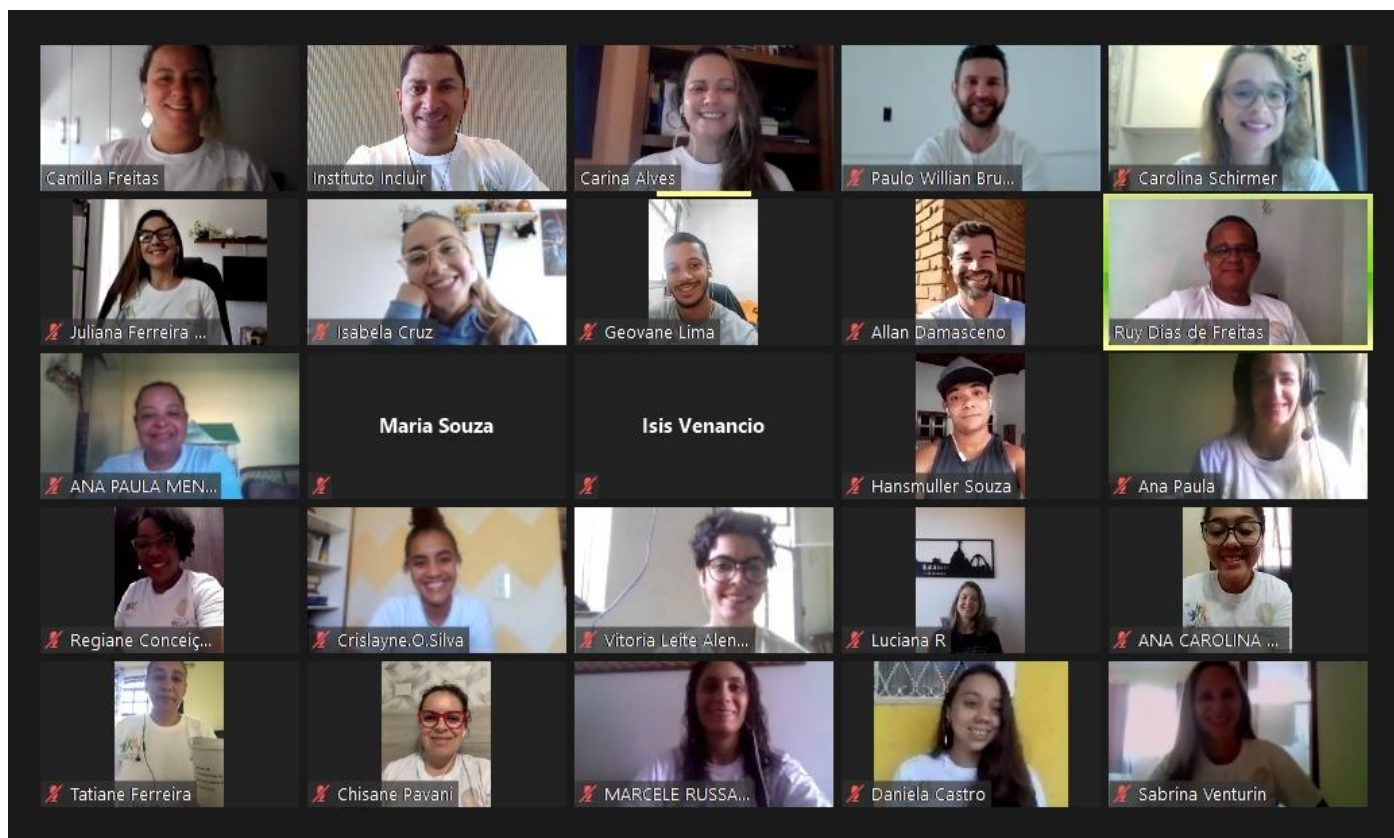 Camilla Freitas
Instituto Incluir
Carina Alves
Paulo Willian Bru...
Carolina Schirmer
Juliana Ferreira ...
Isabela Cruz
Geovane Lima
Allan Damasceno
Ruy Dias de Freitas
ANA PAULA MEN...
Maria Souza
Isis Venancio
Hansmuller Souza
Ana Paula
Regiane Conceiç...
Crislayne.O.Silva
Vitoria Leite Alen...
Luciana R
ANA CAROLINA ...
Tatiane Ferreira
Chisane Pavani
MARCELE RUSSA...
Daniela Castro
Sabrina Venturin